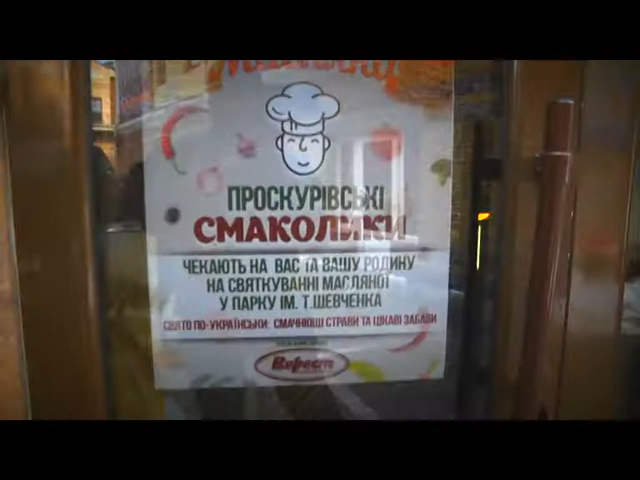 ПРОСКУРІВСЬКІ
СМАКОЛИКИ
ЧЕКАЮТЬ НА ВАС ТА ВАШУ РОДИНУ
НА СВЯТКУВАННІ МАСЛЯНОЇ
У ПАРКУ ІМ. Т.ШЕВЧЕНКА
СВЯТО ПО-УКРАЇНСЬКИ: СМАЧНЮЩІ СТРАВИ ТА ЦІКАВІ ЗАБАВИ
Верест